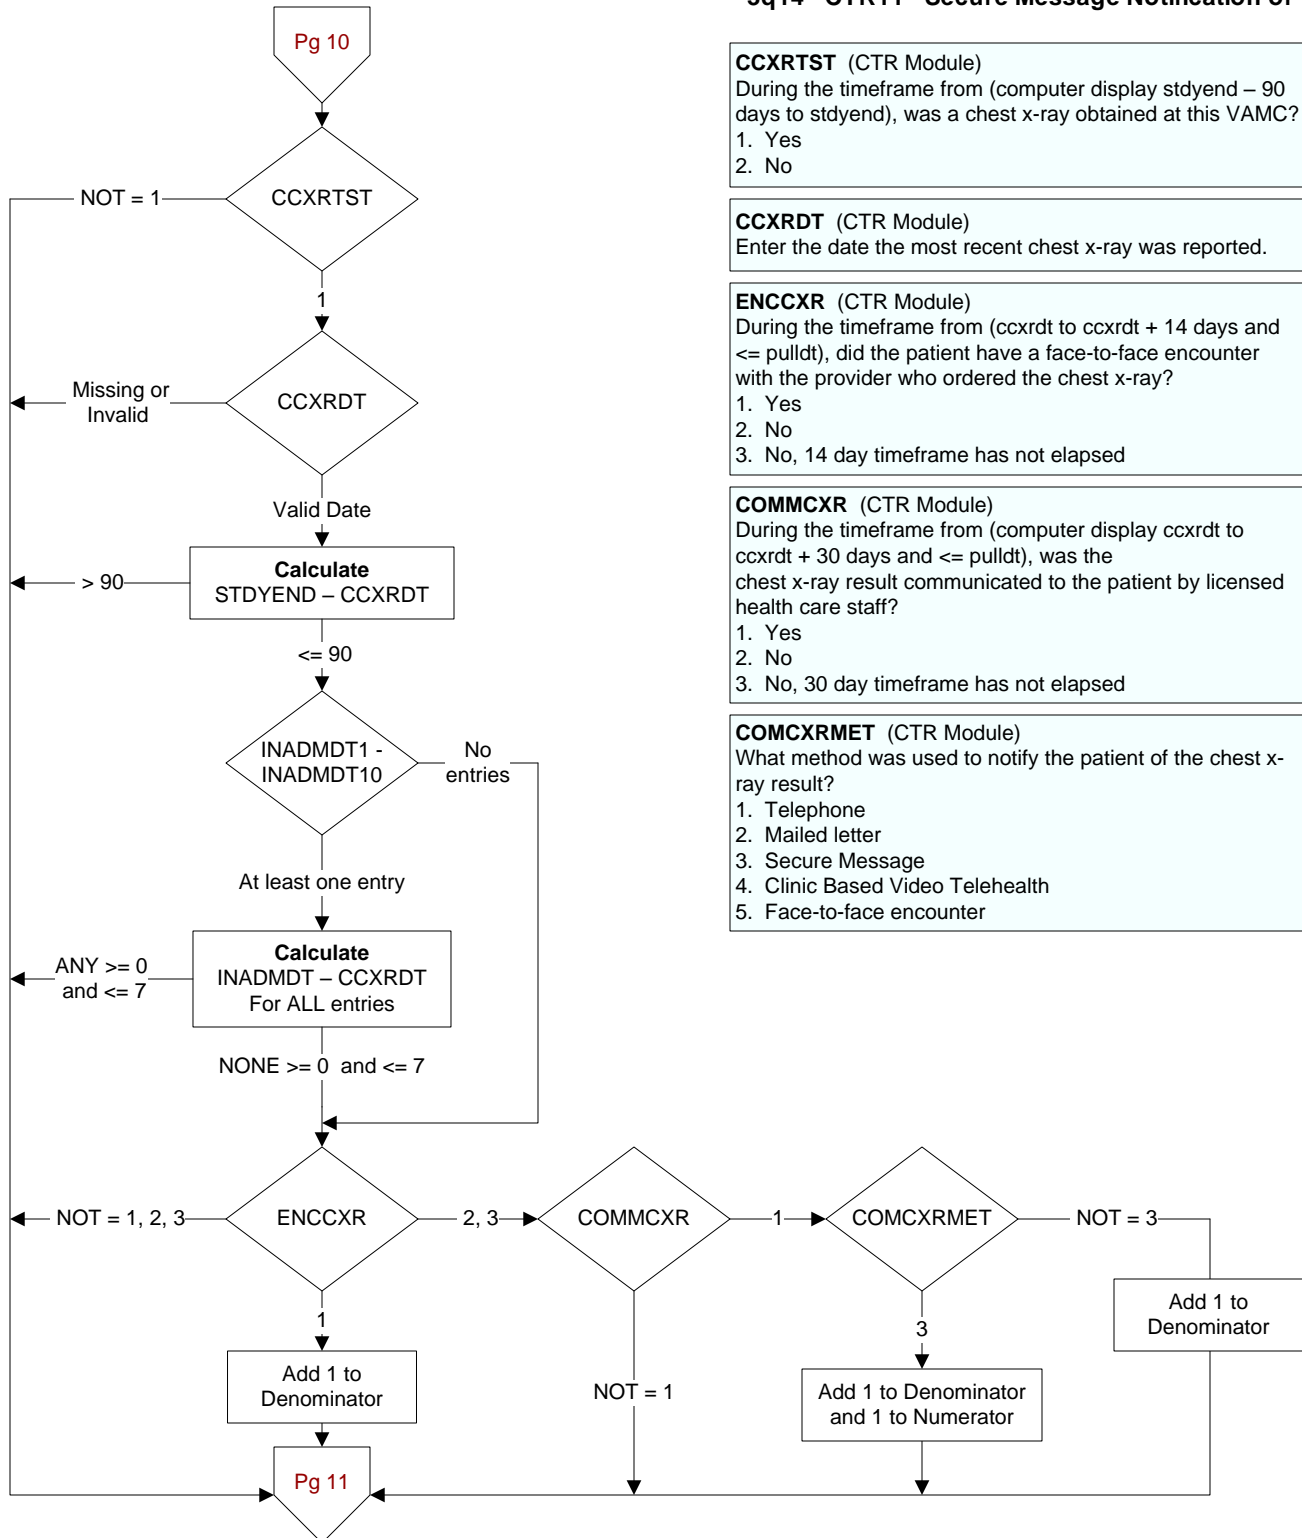 3q14 CTR11 Secure Message Notification of
Pg 10
CCXRTST
NOT = 1
1
CCXRDT
Missing or
Invalid
Valid Date
Calculate
STDYEND – CCXRDT
> 90
<= 90
INADMDT1 -
INADMDT10
No
entries
At least one entry
Calculate
INADMDT – CCXRDT
For ALL entries
ANY >= 0
and <= 7
NONE >= 0 and <= 7
NOT = 1, 2, 3
ENCCXR
2, 3
COMMCXR
1
COMCXRMET
NOT = 3
1
Add 1 to
Denominator
NOT = 1
3
Add 1 to Denominator
and 1 to Numerator
Add 1 to
Denominator
Pg 11
CCXRTST (CTR Module)
During the timeframe from (computer display stdyend – 90
days to stdyend), was a chest x-ray obtained at this VAMC?
1. Yes
2. No
CCXRDT (CTR Module)
Enter the date the most recent chest x-ray was reported.
ENCCXR (CTR Module)
During the timeframe from (ccxrdt to ccxrdt + 14 days and
<= pulldt), did the patient have a face-to-face encounter
with the provider who ordered the chest x-ray?
1. Yes
2. No
3. No, 14 day timeframe has not elapsed
COMMCXR (CTR Module)
During the timeframe from (computer display ccxrdt to
ccxrdt + 30 days and <= pulldt), was the
chest x-ray result communicated to the patient by licensed
health care staff?
1. Yes
2. No
3. No, 30 day timeframe has not elapsed
COMCXRMET (CTR Module)
What method was used to notify the patient of the chest x-
ray result?
1. Telephone
2. Mailed letter
3. Secure Message
4. Clinic Based Video Telehealth
5. Face-to-face encounter